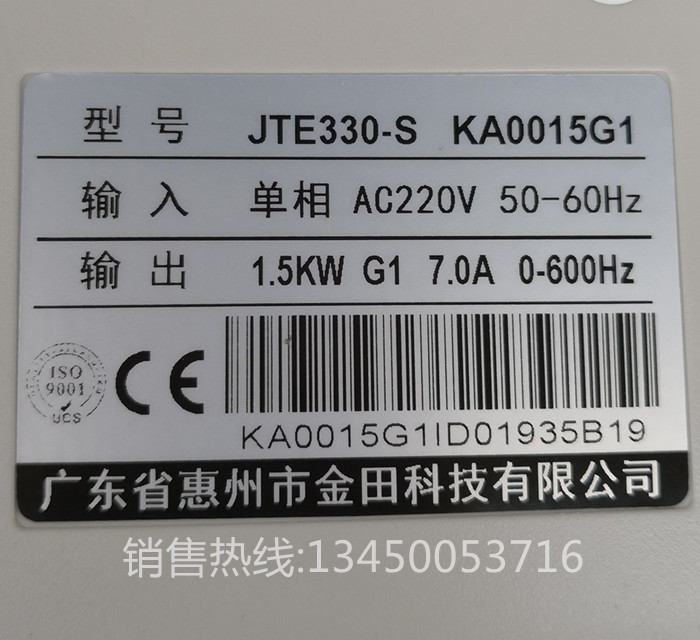 型 号 JTE330-S KA0015G1
输 入 单相 AC220V 50-60Hz
输 出 1.5KW G1 7.0A 0-600Hz
ISO
9001
UCS
CE
KA0015G1ID01935B19
广东省惠州市金田科技有限公司
销售热线:13450053716